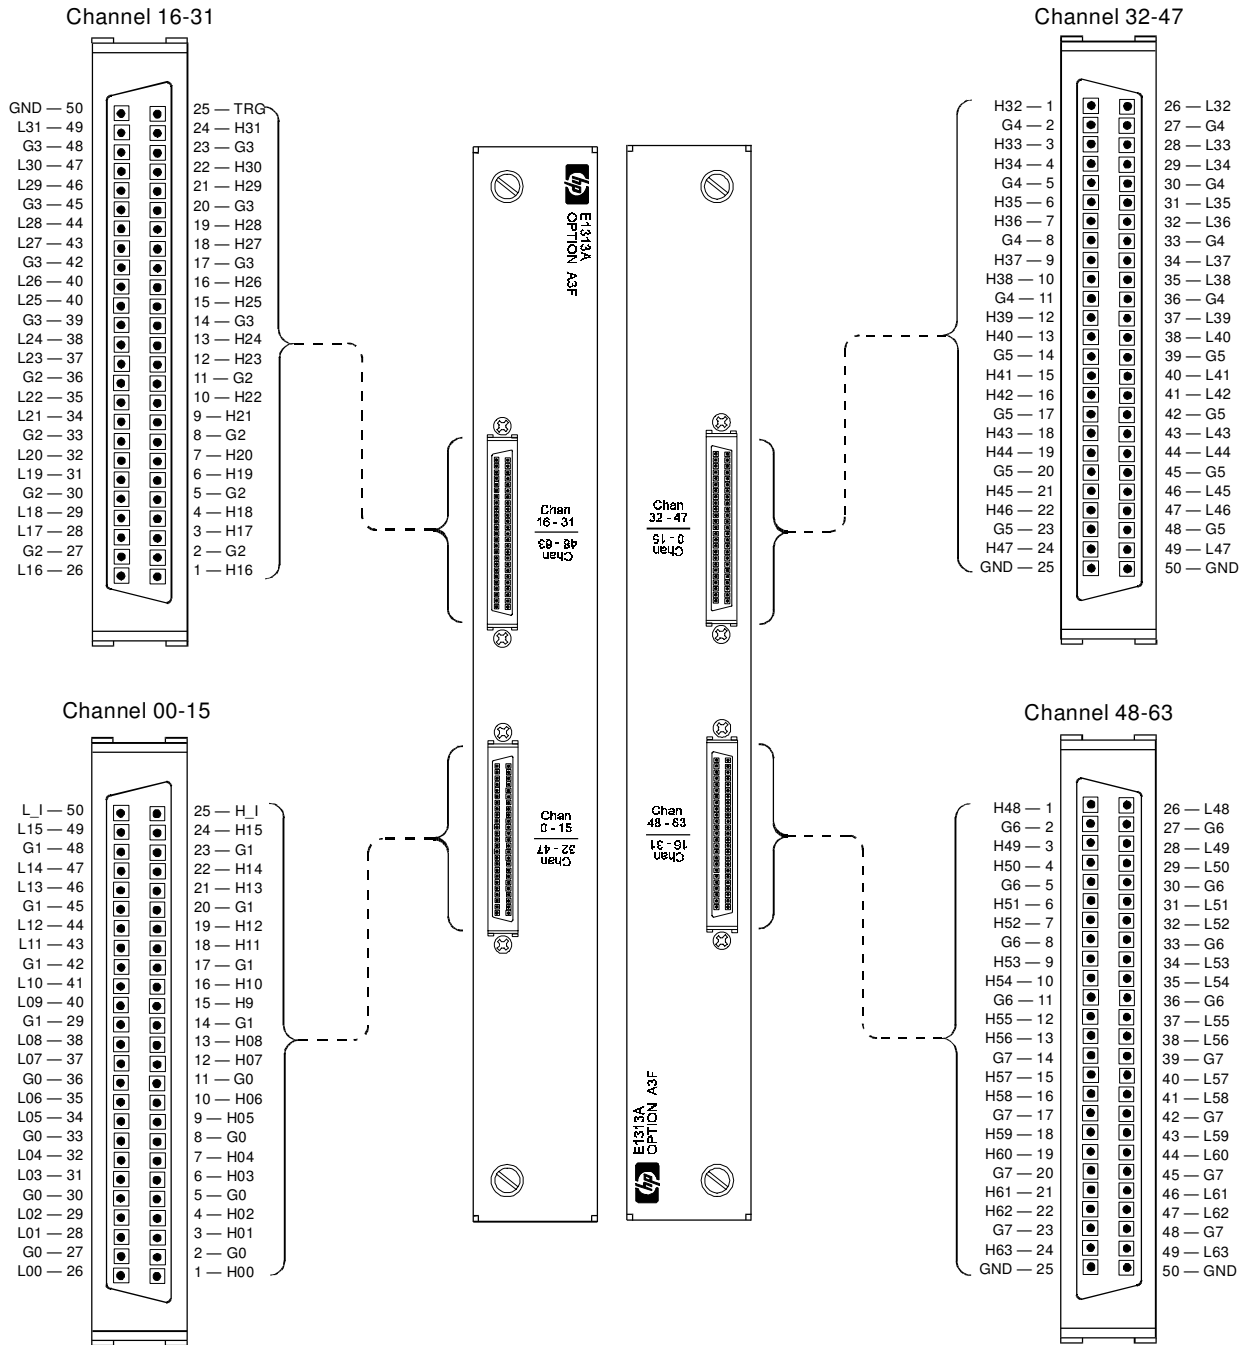 Channel 16-31
GND — 50
L31 — 49
G3 — 48
L30 — 47
L29 — 46
G3 — 45
L28 — 44
L27 — 43
G3 — 42
L26 — 40
L25 — 40
G3 — 39
L24 — 38
L23 — 37
G2 — 36
L22 — 35
L21 — 34
G2 — 33
L20 — 32
L19 — 31
G2 — 30
L18 — 29
L17 — 28
G2 — 27
L16 — 26
25 — TRG
24 — H31
23 — G3
22 — H30
21 — H29
20 — G3
19 — H28
18 — H27
17 — G3
16 — H26
15 — H25
14 — G3
13 — H24
12 — H23
11 — G2
10 — H22
9 — H21
8 — G2
7 — H20
6 — H19
5 — G2
4 — H18
3 — H17
2 — G2
1 — H16
hp
E1313A
OPTION A3F
Chan
16 - 31
Chan
48 - 63
Chan
0 - 15
Chan
32 - 47
Chan
32 - 47
Chan
0 - 15
Chan
48 - 63
Chan
16 - 31
E1313A
OPTION A3F
hp
Channel 32-47
H32 — 1
G4 — 2
H33 — 3
H34 — 4
G4 — 5
H35 — 6
H36 — 7
G4 — 8
H37 — 9
H38 — 10
G4 — 11
H39 — 12
H40 — 13
G5 — 14
H41 — 15
H42 — 16
G5 — 17
H43 — 18
H44 — 19
G5 — 20
H45 — 21
H46 — 22
G5 — 23
H47 — 24
GND — 25
26 — L32
27 — G4
28 — L33
29 — L34
30 — G4
31 — L35
32 — L36
33 — G4
34 — L37
35 — L38
36 — G4
37 — L39
38 — L40
39 — G5
40 — L41
41 — L42
42 — G5
43 — L43
44 — L44
45 — G5
46 — L45
47 — L46
48 — G5
49 — L47
50 — GND
Channel 00-15
L_I — 50
L15 — 49
G1 — 48
L14 — 47
L13 — 46
G1 — 45
L12 — 44
L11 — 43
G1 — 42
L10 — 41
L09 — 40
G1 — 29
L08 — 38
L07 — 37
G0 — 36
L06 — 35
L05 — 34
G0 — 33
L04 — 32
L03 — 31
G0 — 30
L02 — 29
L01 — 28
G0 — 27
L00 — 26
25 — H_I
24 — H15
23 — G1
22 — H14
21 — H13
20 — G1
19 — H12
18 — H11
17 — G1
16 — H10
15 — H9
14 — G1
13 — H08
12 — H07
11 — G0
10 — H06
9 — H05
8 — G0
7 — H04
6 — H03
5 — G0
4 — H02
3 — H01
2 — G0
1 — H00
Channel 48-63
H48 — 1
G6 — 2
H49 — 3
H50 — 4
G6 — 5
H51 — 6
H52 — 7
G6 — 8
H53 — 9
H54 — 10
G6 — 11
H55 — 12
H56 — 13
G7 — 14
H57 — 15
H58 — 16
G7 — 17
H59 — 18
H60 — 19
G7 — 20
H61 — 21
H62 — 22
G7 — 23
H63 — 24
GND — 25
26 — L48
27 — G6
28 — L49
29 — L50
30 — G6
31 — L51
32 — L52
33 — G6
34 — L53
35 — L54
36 — G6
37 — L55
38 — L56
39 — G7
40 — L57
41 — L58
42 — G7
43 — L59
44 — L60
45 — G7
46 — L61
47 — L62
48 — G7
49 — L63
50 — GND